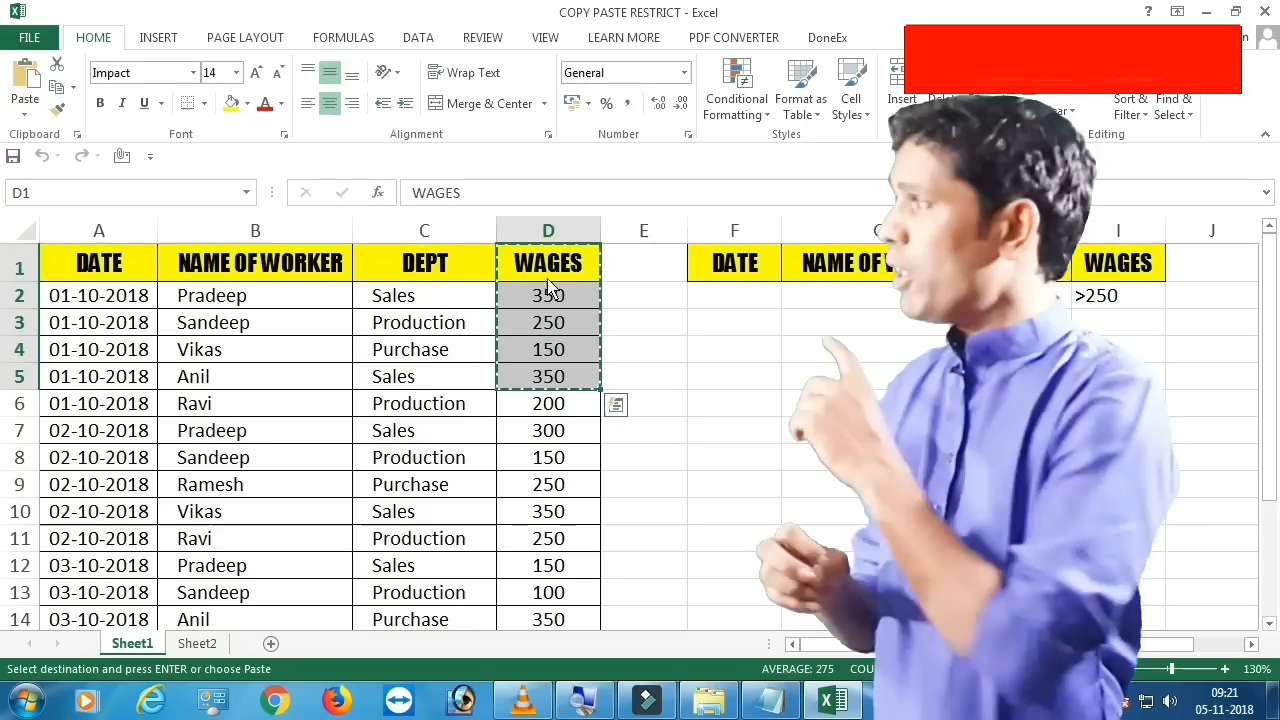 COPY PASTE RESTRICT - Excel
FILE HOME INSERT PAGE LAYOUT FORMULAS DATA REVIEW VIEW LEARN MORE PDF CONVERTER DoneEx
Impact 14 Wrap Text General
Paste B I U Merge & Center % Conditional Formatting Format as Table Cell Styles Insert Sort & Filter Find & Select
Clipboard Font Alignment Number Styles Editing
D1 fx WAGES
A B C D E F I J
1 DATE NAME OF WORKER DEPT WAGES DATE WAGES
2 01-10-2018 Pradeep Sales 350 >250
3 01-10-2018 Sandeep Production 250
4 01-10-2018 Vikas Purchase 150
5 01-10-2018 Anil Sales 350
6 01-10-2018 Ravi Production 200
7 02-10-2018 Pradeep Sales 300
8 02-10-2018 Sandeep Production 150
9 02-10-2018 Ramesh Purchase 250
10 02-10-2018 Vikas Sales 350
11 02-10-2018 Ravi Production 250
12 03-10-2018 Pradeep Sales 150
13 03-10-2018 Sandeep Production 100
14 03-10-2018 Anil Purchase 350
Sheet1 Sheet2
Select destination and press ENTER or choose Paste AVERAGE: 275 130%
09:21
05-11-2018